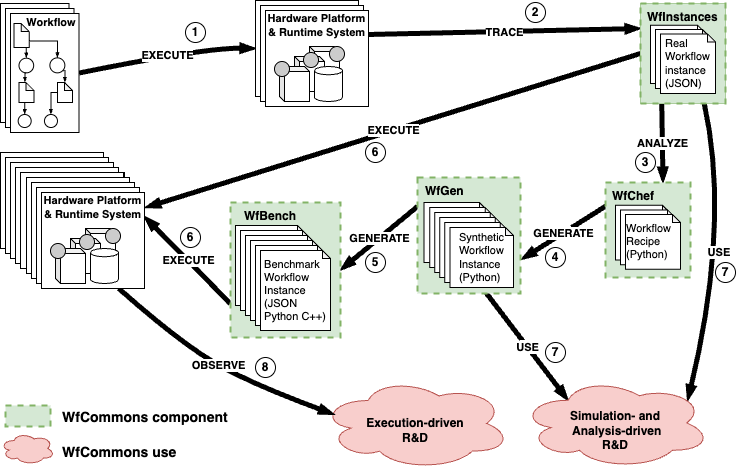 Workflow
1
EXECUTE
Hardware Platform
& Runtime System
2
TRACE
WfInstances
Real
Workflow
instance
(JSON)
EXECUTE
6
ANALYZE
3
Hardware Platform
& Runtime System
6
EXECUTE
WfBench
Benchmark
Workflow
Instance
(JSON
Python C++)
GENERATE
5
WfGen
Synthetic
Workflow
Instance
(Python)
GENERATE
4
WfChef
Workflow
Recipe
(Python)
USE
7
USE
7
OBSERVE
8
Execution-driven
R&D
Simulation- and
Analysis-driven
R&D
WfCommons component
WfCommons use